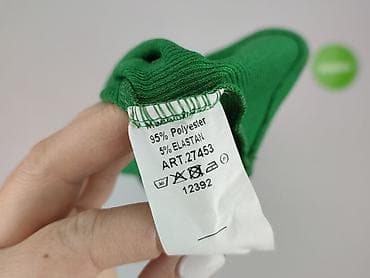 95% Polyester
5% ELASTAN
ART.27453
12392